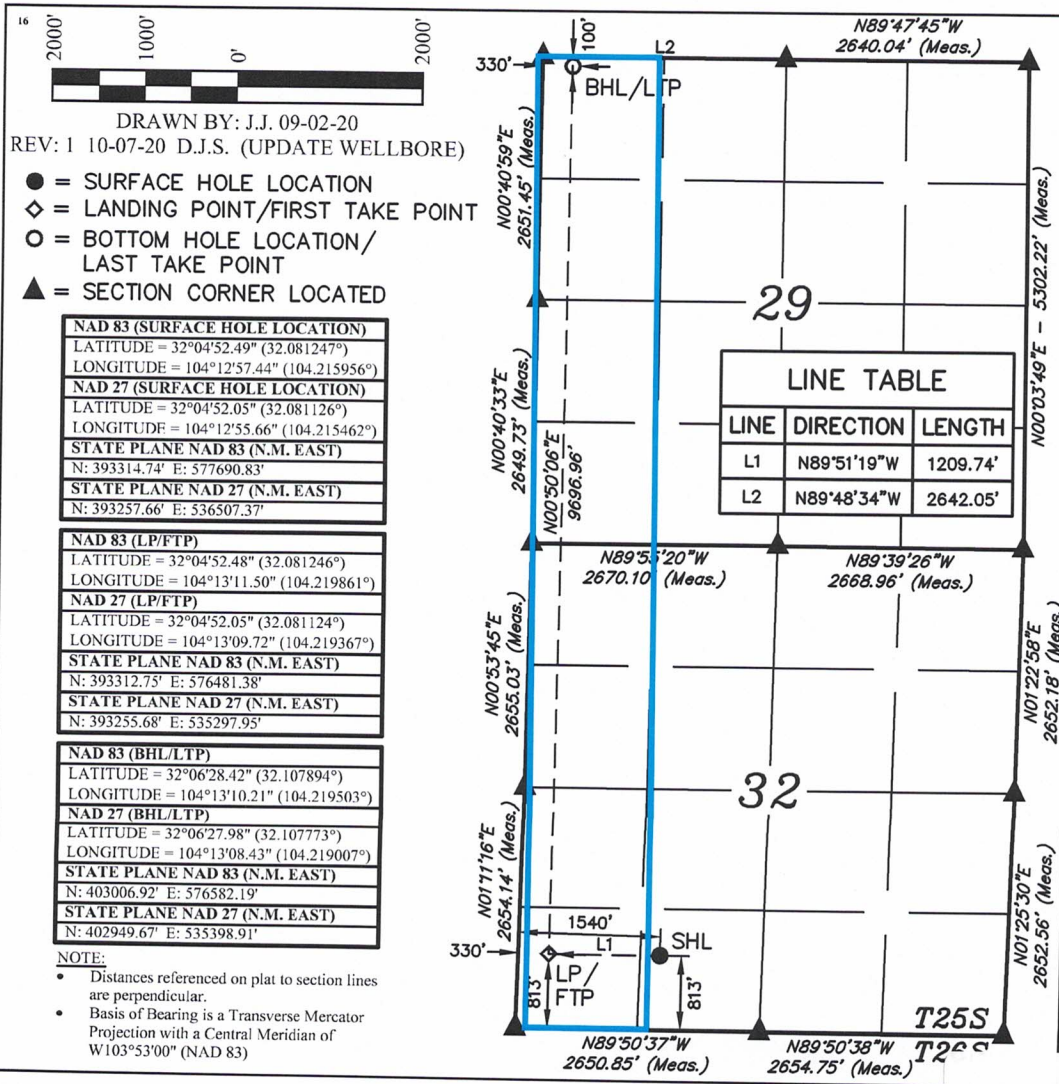 16
2000'
1000'
0'
2000'
DRAWN BY: J.J. 09-02-20
REV: 1 10-07-20 D.J.S. (UPDATE WELLBORE)
● = SURFACE HOLE LOCATION
◇ = LANDING POINT/FIRST TAKE POINT
O = BOTTOM HOLE LOCATION/
LAST TAKE POINT
▲ = SECTION CORNER LOCATED
NAD 83 (SURFACE HOLE LOCATION)
LATITUDE = 32°04'52.49" (32.081247°)
LONGITUDE = 104°12'57.44" (104.215956°)
NAD 27 (SURFACE HOLE LOCATION)
LATITUDE = 32°04'52.05" (32.081126°)
LONGITUDE = 104°12'55.66" (104.215462°)
STATE PLANE NAD 83 (N.M. EAST)
N: 393314.74' E: 577690.83'
STATE PLANE NAD 27 (N.M. EAST)
N: 393257.66' E: 536507.37'
NAD 83 (LP/FTP)
LATITUDE = 32°04'52.48" (32.081246°)
LONGITUDE = 104°13'11.50" (104.219861°)
NAD 27 (LP/FTP)
LATITUDE = 32°04'52.05" (32.081124°)
LONGITUDE = 104°13'09.72" (104.219367°)
STATE PLANE NAD 83 (N.M. EAST)
N: 393312.75' E: 576481.38'
STATE PLANE NAD 27 (N.M. EAST)
N: 393255.68' E: 535297.95'
NAD 83 (BHL/LTP)
LATITUDE = 32°06'28.42" (32.107894°)
LONGITUDE = 104°13'10.21" (104.219503°)
NAD 27 (BHL/LTP)
LATITUDE = 32°06'27.98" (32.107773°)
LONGITUDE = 104°13'08.43" (104.219007°)
STATE PLANE NAD 83 (N.M. EAST)
N: 403006.92' E: 576582.19'
STATE PLANE NAD 27 (N.M. EAST)
N: 402949.67' E: 535398.91'
NOTE:
• Distances referenced on plat to section lines
are perpendicular.
• Basis of Bearing is a Transverse Mercator
Projection with a Central Meridian of
W103°53'00" (NAD 83)
N89°47'45"W
2640.04' (Meas.)
100'
L2
330'
BHL/LTP
N00°40'59"E
2651.45' (Meas.)
N00°03'49"E - 5302.22' (Meas.)
29
LINE TABLE
LINE DIRECTION LENGTH
L1 N89°51'19"W 1209.74'
L2 N89°48'34"W 2642.05'
N00°40'33"E
2649.73' (Meas.)
N00°50'06"E
9696.96'
N89°55'20"W
2670.10' (Meas.)
N89°39'26"W
2668.96' (Meas.)
N00°53'45"E
2655.03' (Meas.)
N01°22'58"E
2652.18' (Meas.)
32
N01°11'16"E
2654.14' (Meas.)
N01°25'30"E
2652.56' (Meas.)
1540'
330'
L1
SHL
LP/
FTP
813'
813'
T25S
T26S
N89°50'37"W
2650.85' (Meas.)
N89°50'38"W
2654.75' (Meas.)